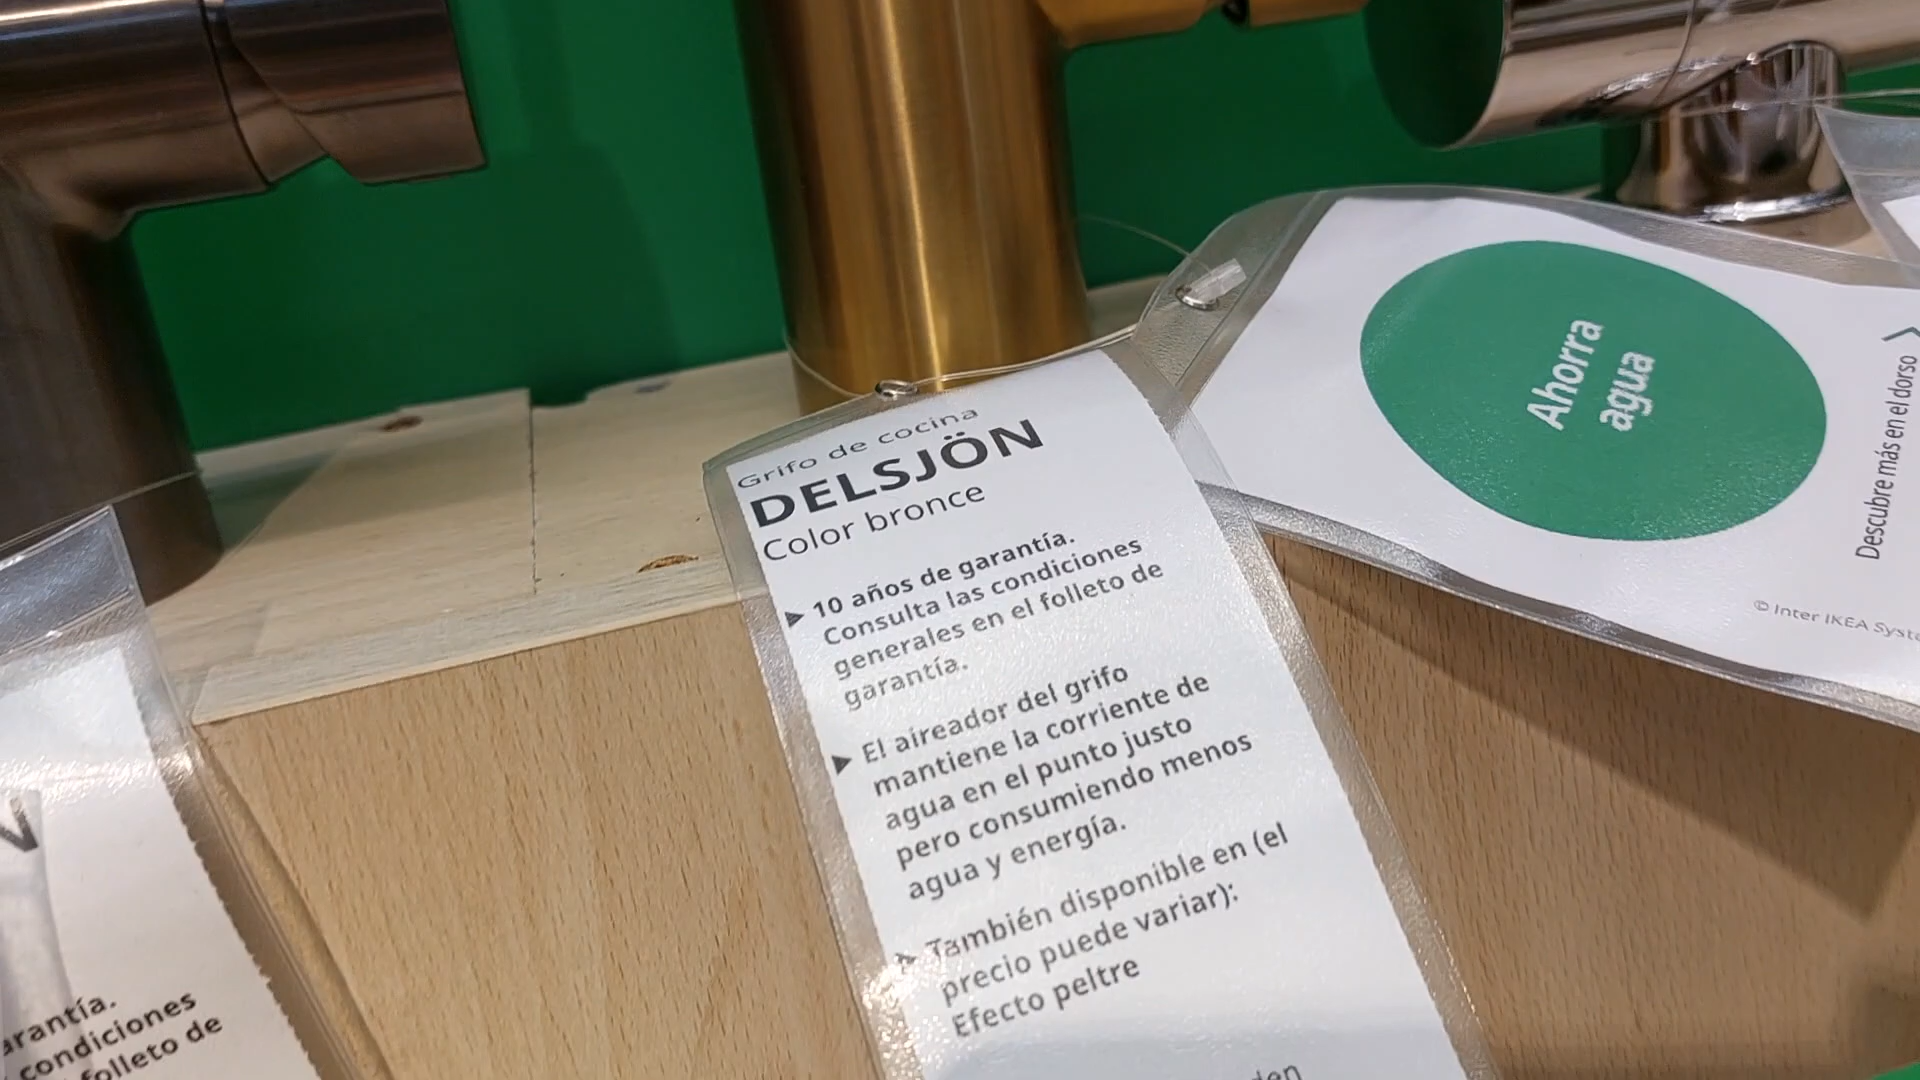 Grifo de cocina
DELSJÖN
Color bronce
10 años de garantía.
Consulta las condiciones
generales en el folleto de
garantía.
El aireador del grifo
mantiene la corriente de
agua en el punto justo
pero consumiendo menos
agua y energía.
También disponible en (el
precio puede variar):
Efecto peltre
Ahorra
agua
Descubre más en el dorso
© Inter IKEA
condiciones
folleto de